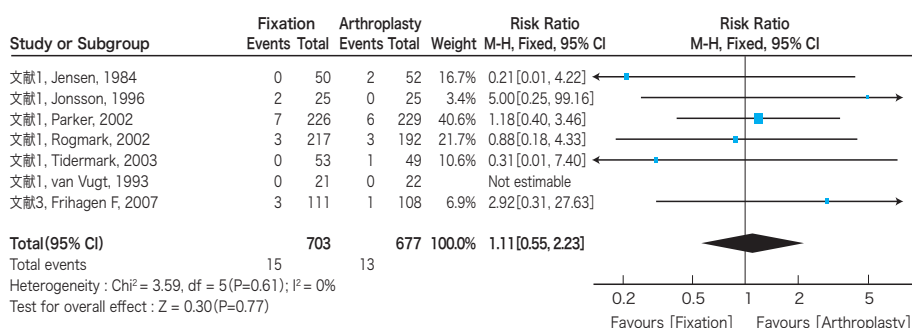 Fixation Arthroplasty Risk Ratio Risk Ratio
Study or Subgroup Events Total Events Total Weight M-H, Fixed, 95% CI M-H, Fixed, 95% CI
文献1, Jensen, 1984 0 50 2 52 16.7% 0.21[0.01, 4.22]
文献1, Jonsson, 1996 2 25 0 25 3.4% 5.00[0.25, 99.16]
文献1, Parker, 2002 7 226 6 229 40.6% 1.18[0.40, 3.46]
文献1, Rogmark, 2002 3 217 3 192 21.7% 0.88[0.18, 4.33]
文献1, Tidermark, 2003 0 53 1 49 10.6% 0.31[0.01, 7.40]
文献1, van Vugt, 1993 0 21 0 22 Not estimable
文献3, Frihagen F, 2007 3 111 1 108 6.9% 2.92[0.31, 27.63]
Total(95% CI) 703 677 100.0% 1.11[0.55, 2.23]
Total events 15 13
Heterogeneity : Chi² = 3.59, df = 5(P=0.61); I² = 0%
Test for overall effect : Z = 0.30(P=0.77)
0.2 0.5 1 2 5
Favours [Fixation] Favours [Arthroplasty]